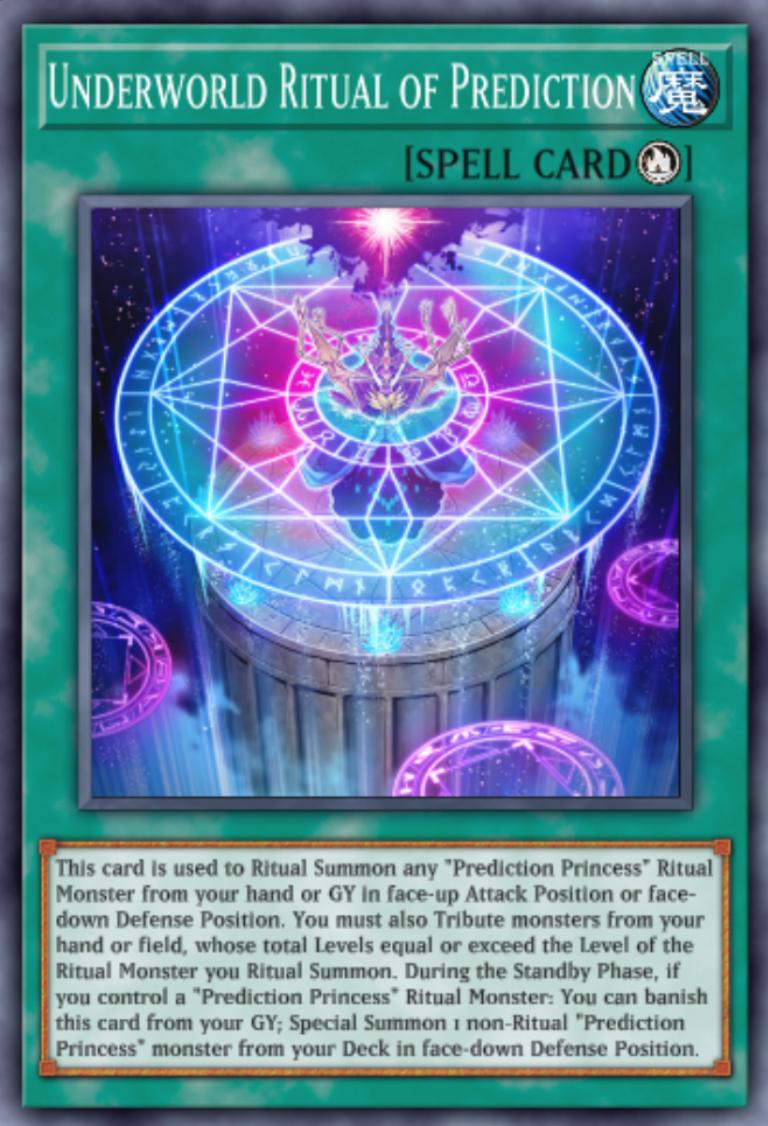 UNDERWORLD RITUAL OF PREDICTION
SPELL
魔
[SPELL CARD]
This card is used to Ritual Summon any "Prediction Princess" Ritual
Monster from your hand or GY in face-up Attack Position or face-
down Defense Position. You must also Tribute monsters from your
hand or field, whose total Levels equal or exceed the Level of the
Ritual Monster you Ritual Summon. During the Standby Phase, if
you control a "Prediction Princess" Ritual Monster: You can banish
this card from your GY; Special Summon 1 non-Ritual "Prediction
Princess" monster from your Deck in face-down Defense Position.